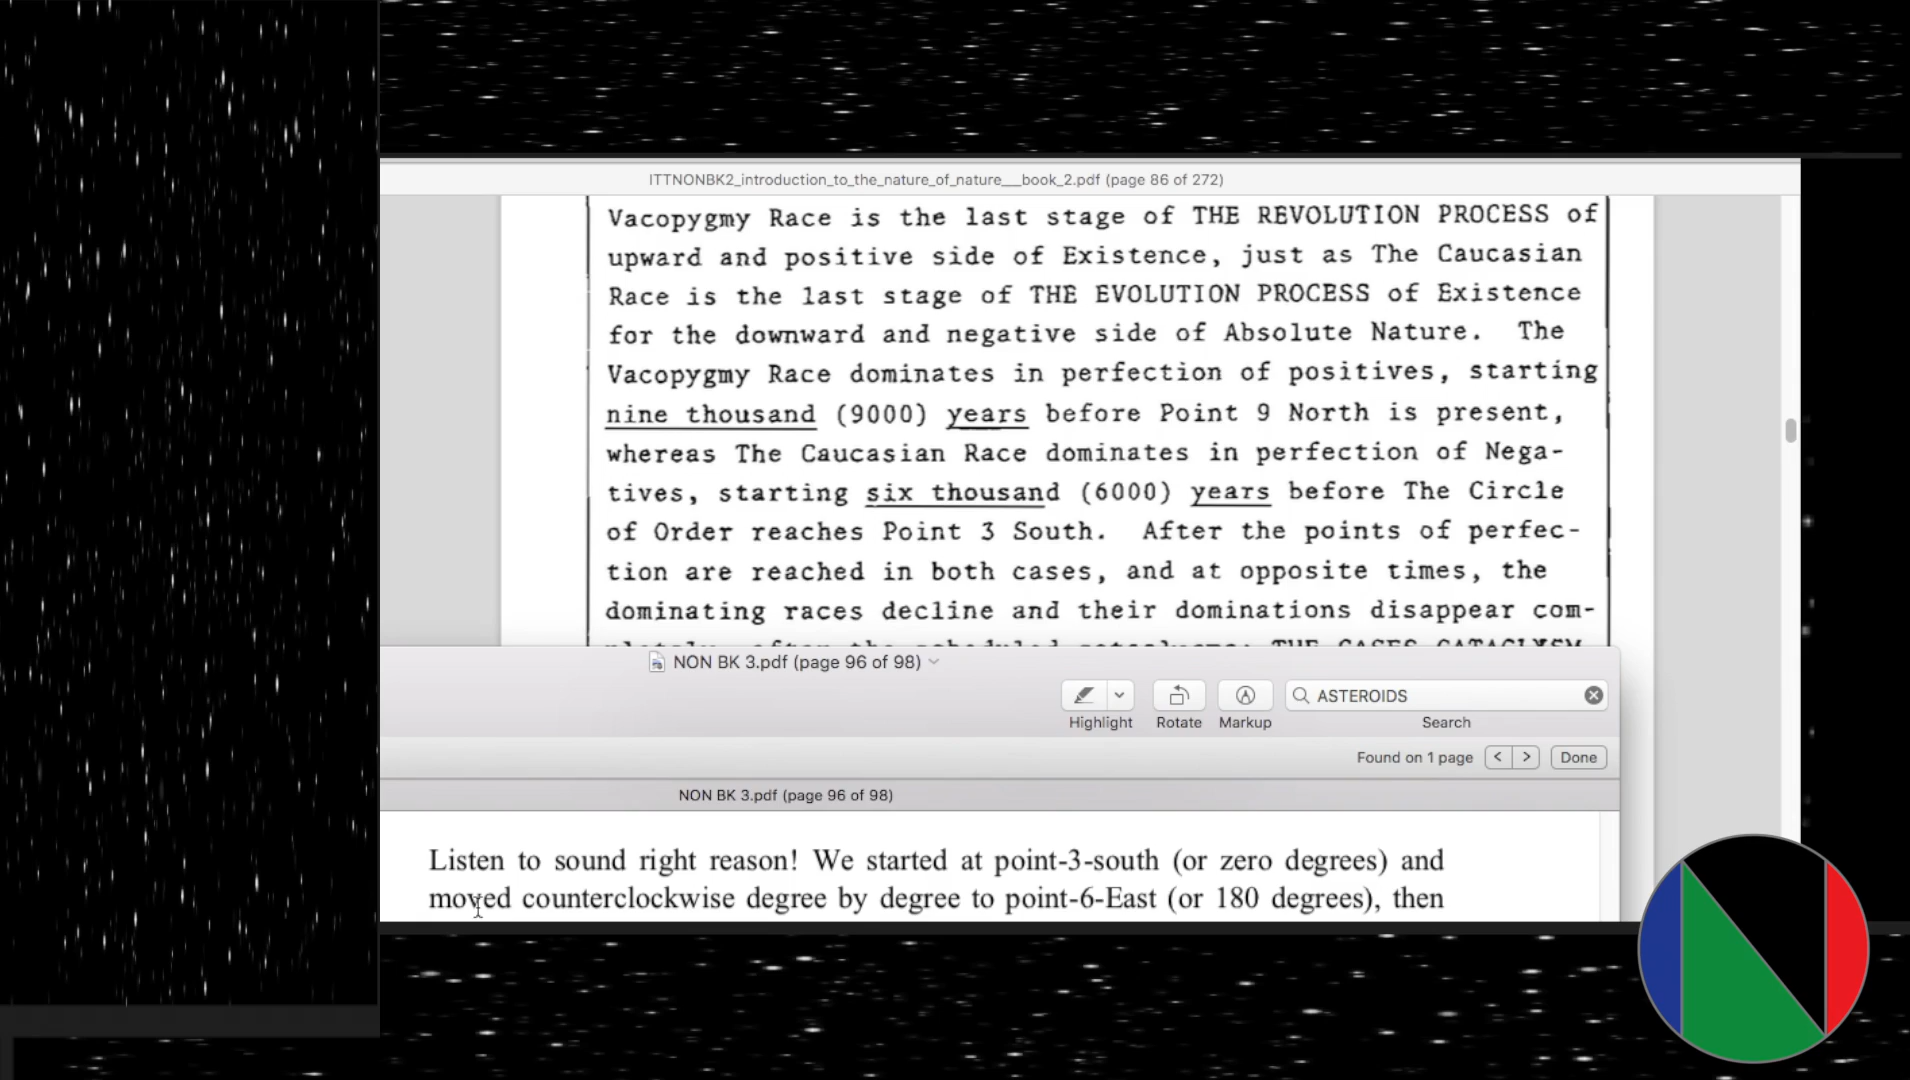 ITTNONBK2_introduction_to_the_nature_of_nature___book_2.pdf (page 86 of 272)
Vacopygmy Race is the last stage of THE REVOLUTION PROCESS of
upward and positive side of Existence, just as The Caucasian
Race is the last stage of THE EVOLUTION PROCESS of Existence
for the downward and negative side of Absolute Nature. The
Vacopygmy Race dominates in perfection of positives, starting
nine thousand (9000) years before Point 9 North is present,
whereas The Caucasian Race dominates in perfection of Nega-
tives, starting six thousand (6000) years before The Circle
of Order reaches Point 3 South. After the points of perfec-
tion are reached in both cases, and at opposite times, the
dominating races decline and their dominations disappear com-
NON BK 3.pdf (page 96 of 98)
ASTEROIDS
Highlight Rotate Markup Search
Found on 1 page < > Done
NON BK 3.pdf (page 96 of 98)
Listen to sound right reason! We started at point-3-south (or zero degrees) and
moved counterclockwise degree by degree to point-6-East (or 180 degrees), then